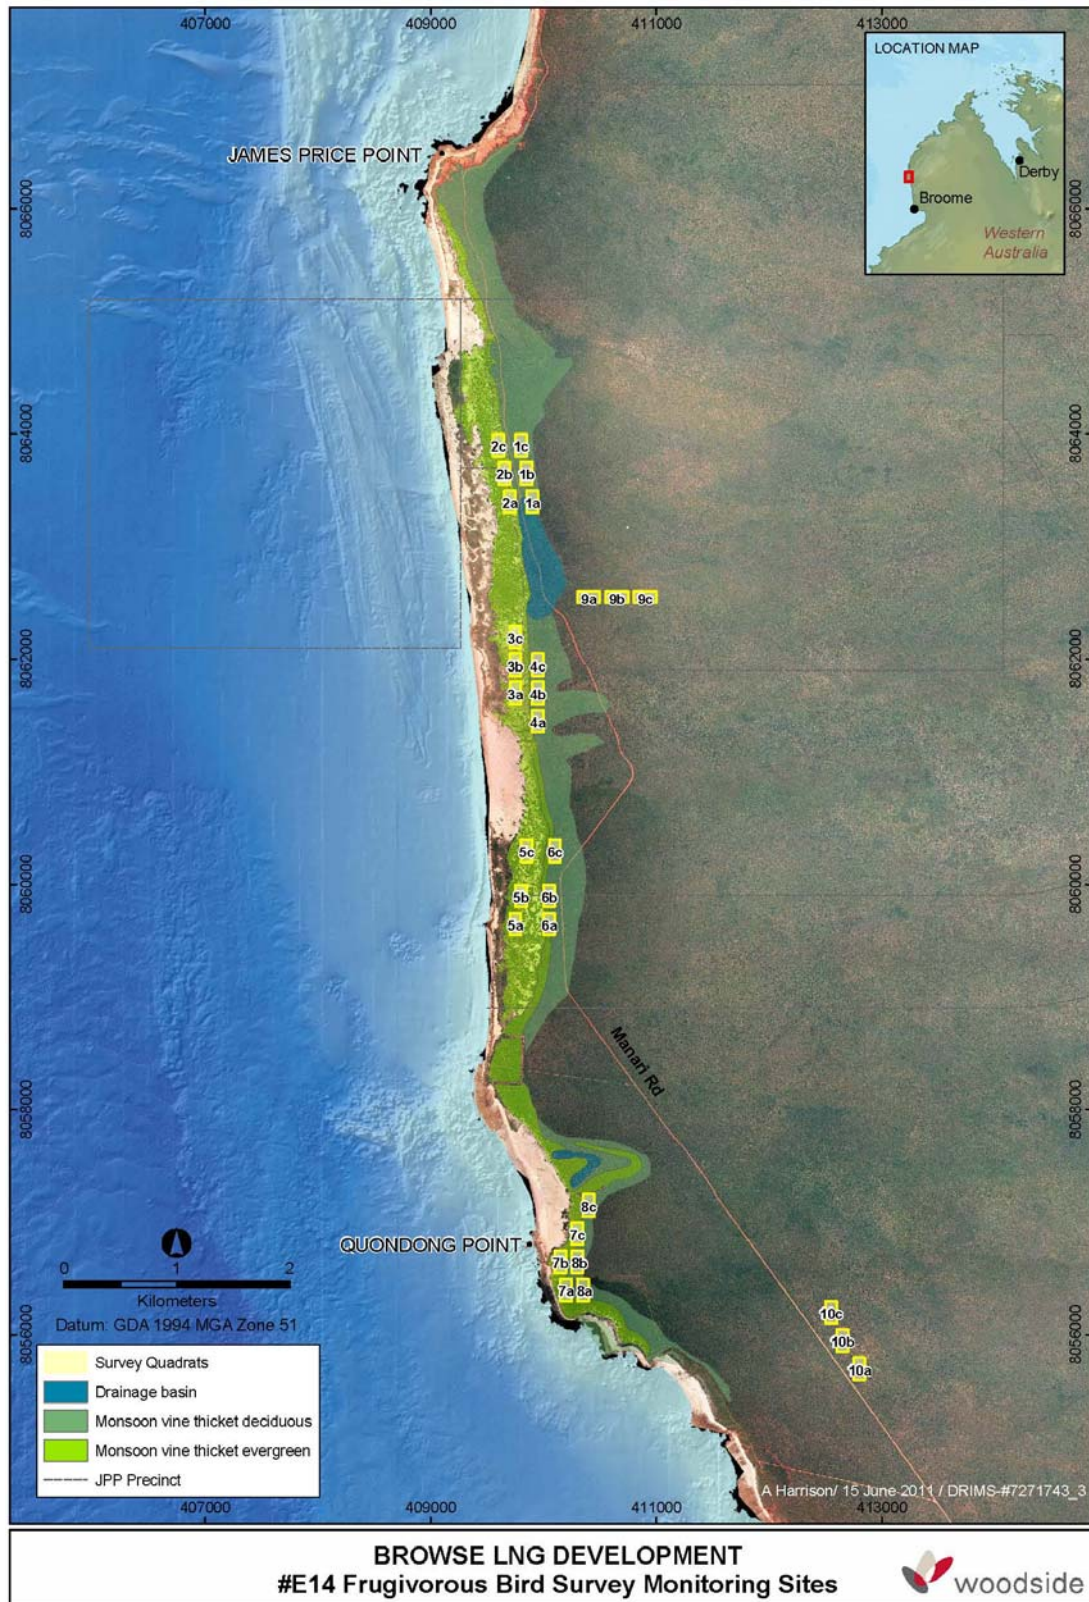 407000 409000 411000 413000
LOCATION MAP
Derby
Broome
Western
Australia
JAMES PRICE POINT
8066000 8066000
8064000 8064000
2c 1c
2b 1b
2a 1a
9a 9b 9c
3c
8062000 8062000
3b 4c
3a 4b
4a
5c 6c
8060000 8060000
5b 6b
5a 6a
Manari Rd
8058000 8058000
8c
7c
QUONDONG POINT
7b 8b
7a 8a
0 1 2
Kilometers
Datum: GDA 1994 MGA Zone 51
10c
8056000 8056000
10b
10a
Survey Quadrats
Drainage basin
Monsoon vine thicket deciduous
Monsoon vine thicket evergreen
JPP Precinct
A Harrison/ 15 June 2011 / DRIMS-#7271743_3
407000 409000 411000 413000
BROWSE LNG DEVELOPMENT
#E14 Frugivorous Bird Survey Monitoring Sites
woodside